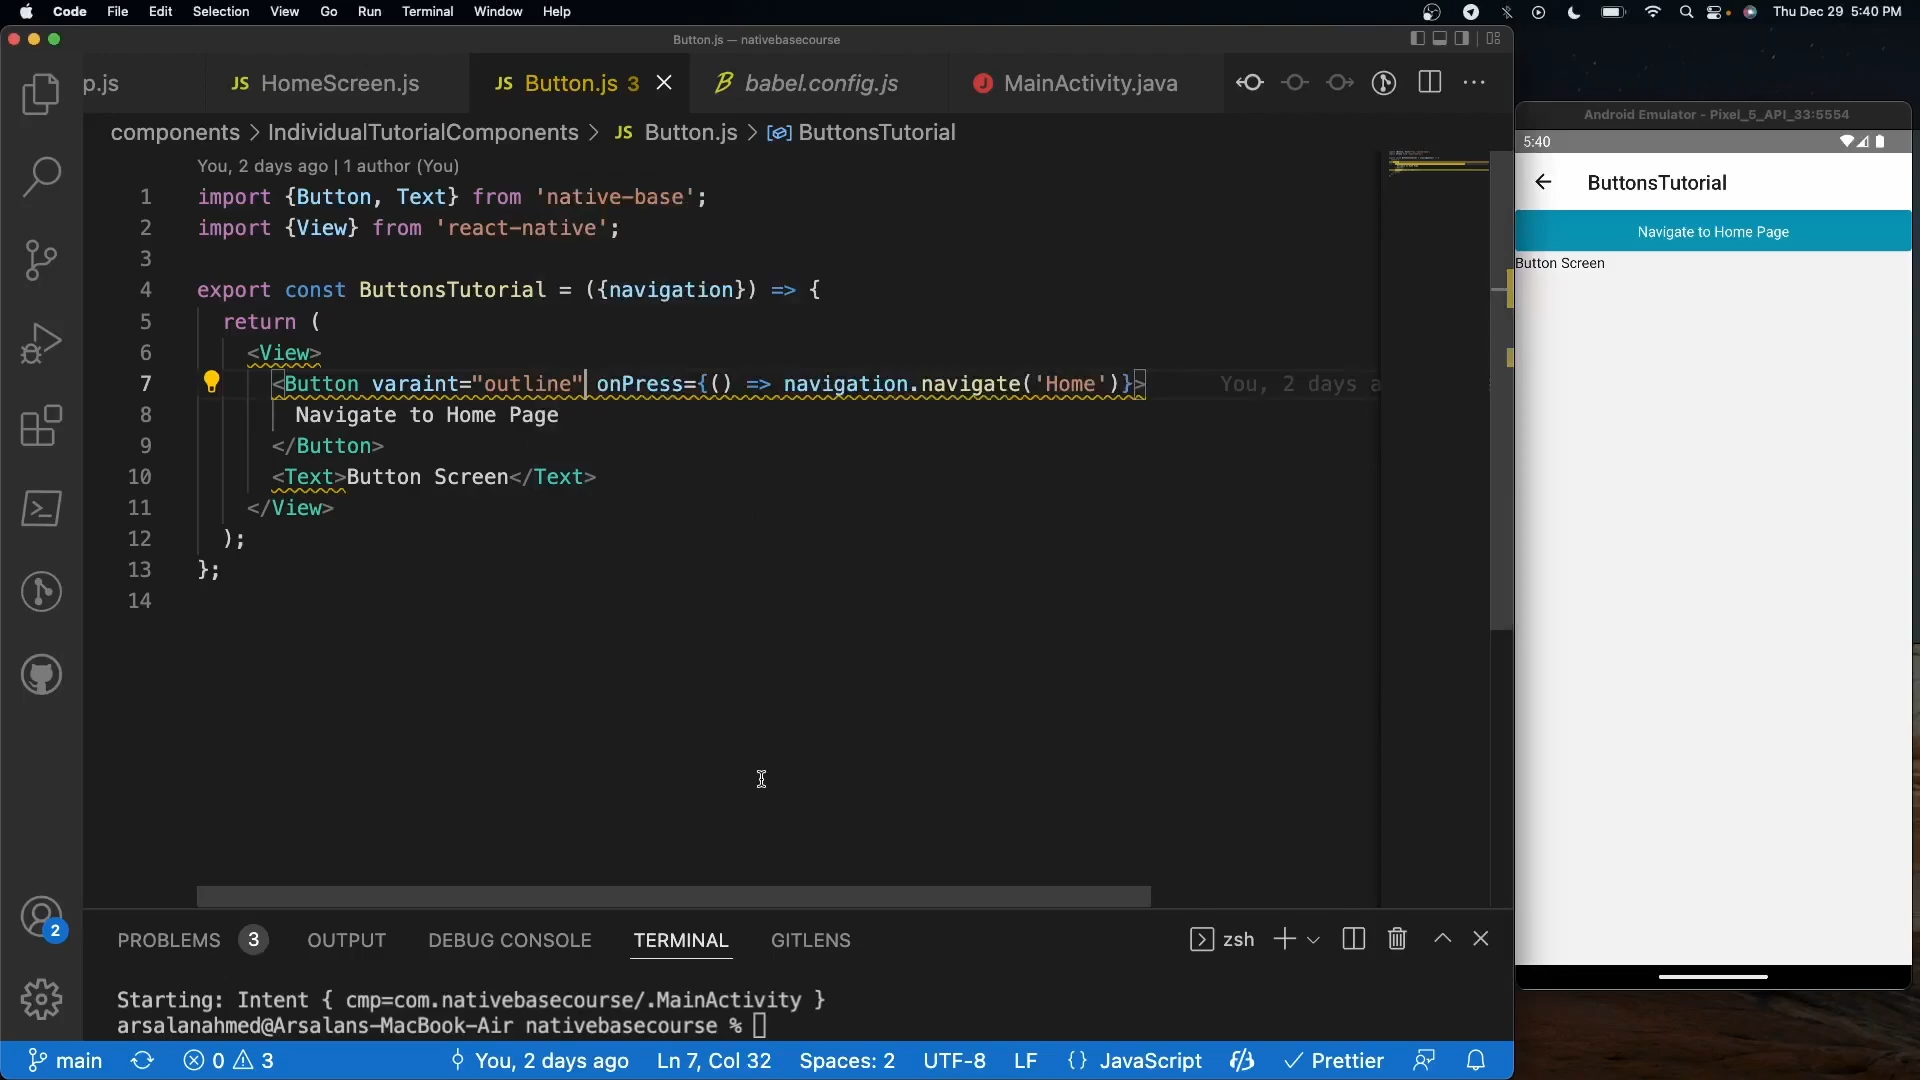 Code File Edit Selection View Go Run Terminal Window Help Thu Dec 29 5:40 PM
Button.js — nativebasecourse
p.js JS HomeScreen.js JS Button.js 3 babel.config.js J MainActivity.java
components > IndividualTutorialComponents > JS Button.js > ButtonsTutorial
You, 2 days ago | 1 author (You)
1 import {Button, Text} from 'native-base';
2 import {View} from 'react-native';
3
4 export const ButtonsTutorial = ({navigation}) => {
5 return (
6 <View>
7 <Button varaint="outline" onPress={() => navigation.navigate('Home')}> You, 2 days a
8 Navigate to Home Page
9 </Button>
10 <Text>Button Screen</Text>
11 </View>
12 );
13 };
14
PROBLEMS 3 OUTPUT DEBUG CONSOLE TERMINAL GITLENS zsh
Starting: Intent { cmp=com.nativebasecourse/.MainActivity }
arsalanahmed@Arsalans-MacBook-Air nativebasecourse %
2
main 0 3 You, 2 days ago Ln 7, Col 32 Spaces: 2 UTF-8 LF {} JavaScript Prettier
Android Emulator - Pixel_5_API_33:5554
5:40
ButtonsTutorial
Navigate to Home Page
Button Screen